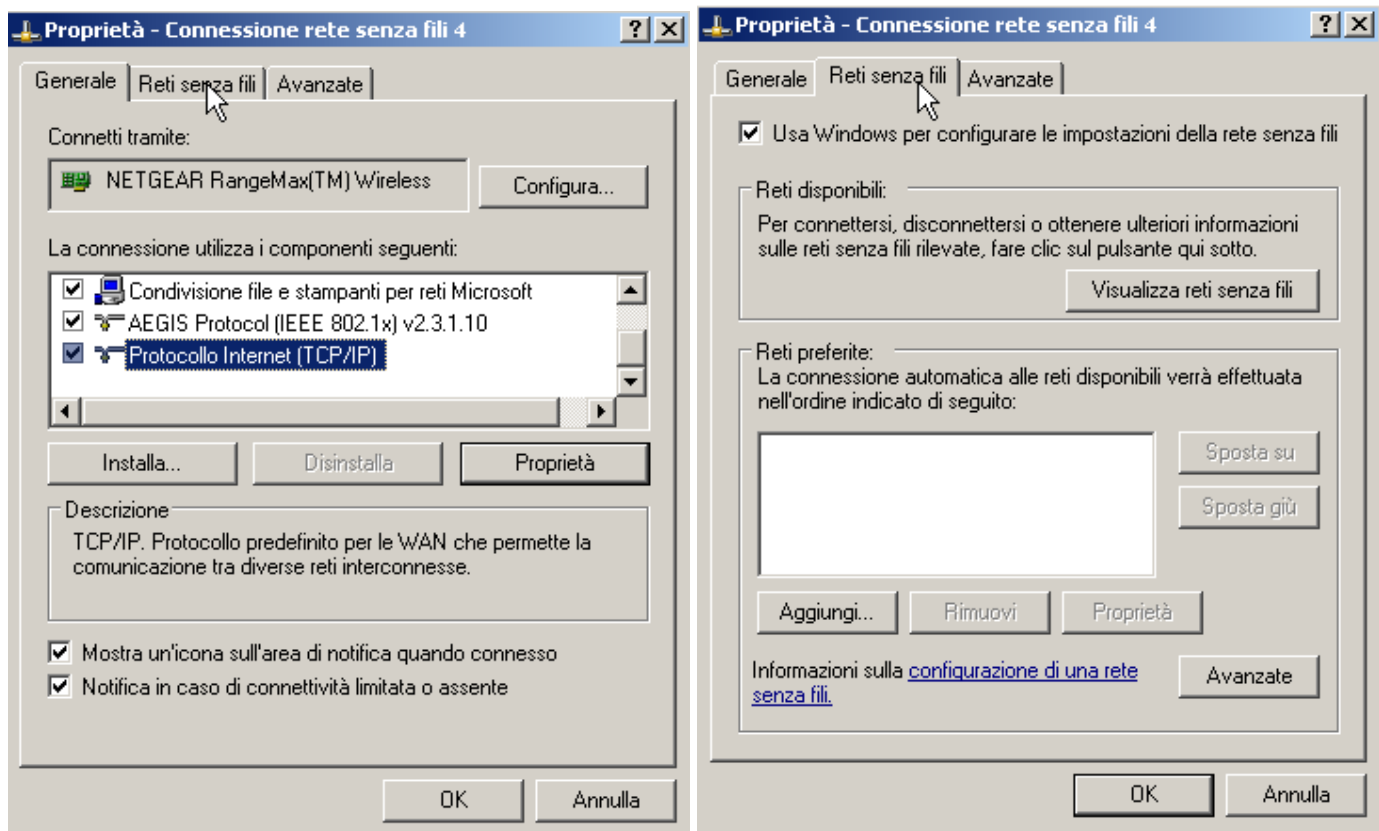 Proprietà - Connessione rete senza fili 4
Generale
Reti senza fili
Avanzate
Connetti tramite:
NETGEAR RangeMax(TM) Wireless
Configura...
La connessione utilizza i componenti seguenti:
Condivisione file e stampanti per reti Microsoft
AEGIS Protocol (IEEE 802.1x) v2.3.1.10
Protocollo Internet (TCP/IP)
Installa...
Disinstalla
Proprietà
Descrizione
TCP/IP. Protocollo predefinito per le WAN che permette la
comunicazione tra diverse reti interconnesse.
Mostra un'icona sull'area di notifica quando connesso
Notifica in caso di connettività limitata o assente
OK
Annulla
Proprietà - Connessione rete senza fili 4
Generale
Reti senza fili
Avanzate
Usa Windows per configurare le impostazioni della rete senza fili
Reti disponibili:
Per connettersi, disconnettersi o ottenere ulteriori informazioni
sulle reti senza fili rilevate, fare clic sul pulsante qui sotto.
Visualizza reti senza fili
Reti preferite:
La connessione automatica alle reti disponibili verrà effettuata
nell'ordine indicato di seguito:
Sposta su
Sposta giù
Aggiungi...
Rimuovi
Proprietà
Informazioni sulla configurazione di una rete
senza fili.
Avanzate
OK
Annulla